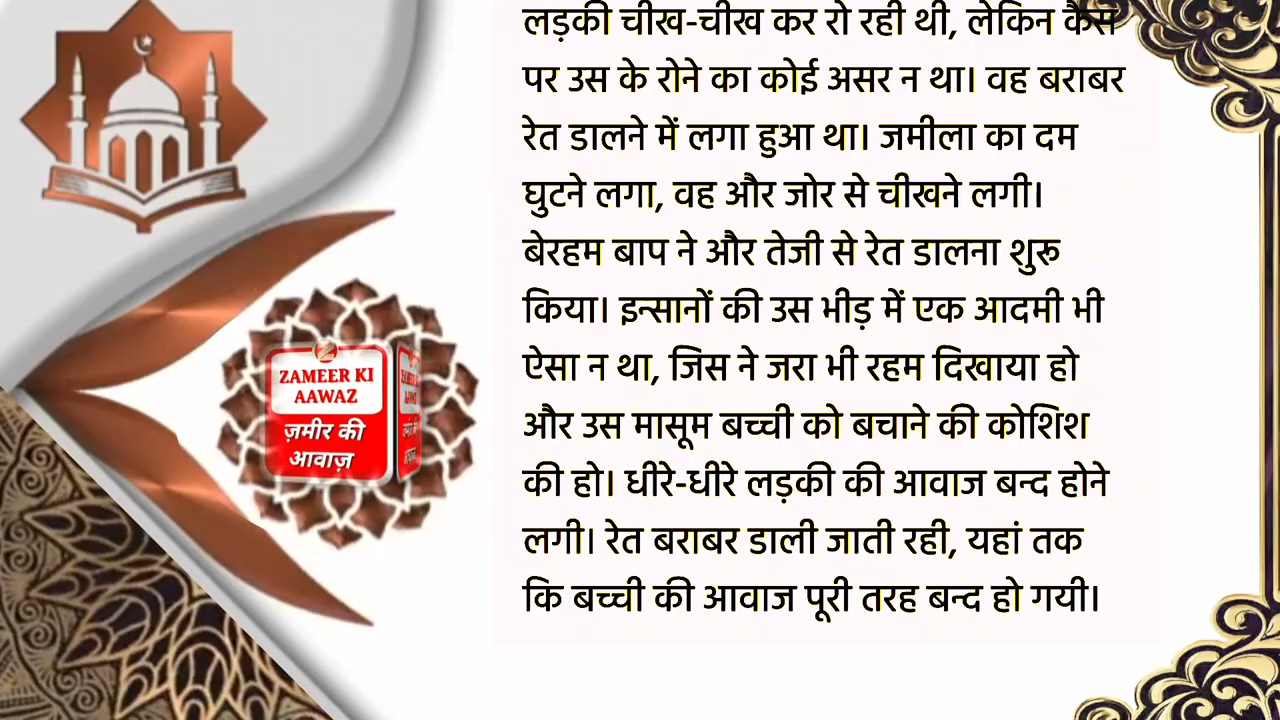 लड़की चीख-चीख कर रो रही थी, लेकिन कैस
पर उस के रोने का कोई असर न था। वह बराबर
रेत डालने में लगा हुआ था। जमीला का दम
घुटने लगा, वह और जोर से चीखने लगी।
बेरहम बाप ने और तेजी से रेत डालना शुरू
किया। इन्सानों की उस भीड़ में एक आदमी भी
ऐसा न था, जिस ने जरा भी रहम दिखाया हो
और उस मासूम बच्ची को बचाने की कोशिश
की हो। धीरे-धीरे लड़की की आवाज बन्द होने
लगी। रेत बराबर डाली जाती रही, यहां तक
कि बच्ची की आवाज पूरी तरह बन्द हो गयी।
ZAMEER KI
AAWAZ
ज़मीर की
आवाज़